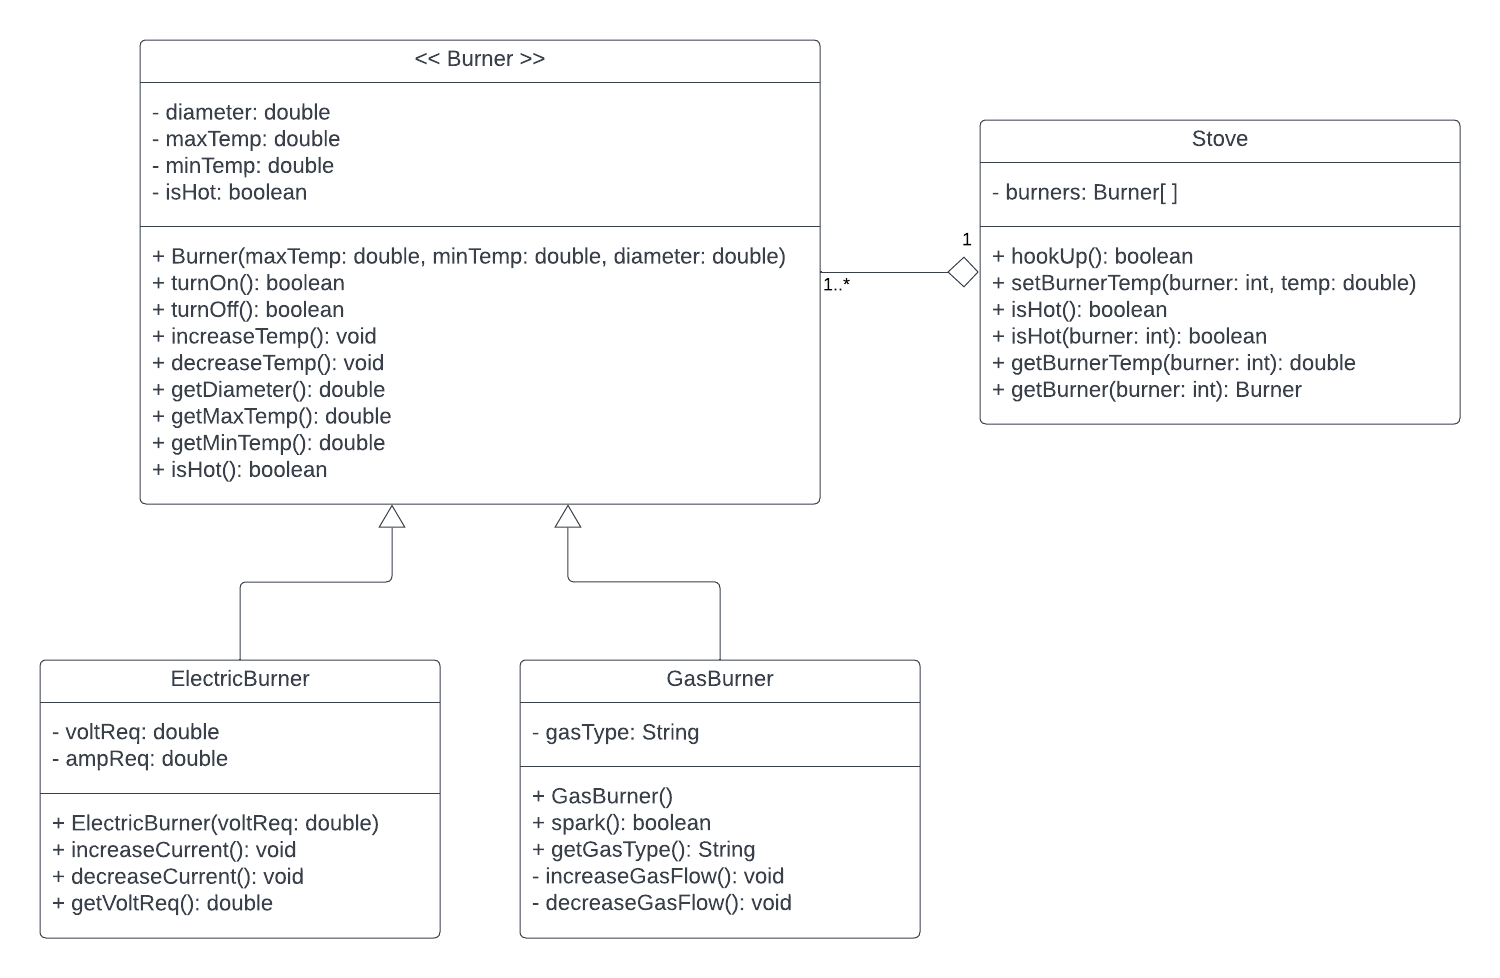 << Burner >>
- diameter: double
- maxTemp: double
- minTemp: double
- isHot: boolean
+ Burner(maxTemp: double, minTemp: double, diameter: double)
+ turnOn(): boolean
+ turnOff(): boolean
+ increaseTemp(): void
+ decreaseTemp(): void
+ getDiameter(): double
+ getMaxTemp(): double
+ getMinTemp(): double
+ isHot(): boolean
1..*
1
Stove
- burners: Burner[ ]
+ hookUp(): boolean
+ setBurnerTemp(burner: int, temp: double)
+ isHot(): boolean
+ isHot(burner: int): boolean
+ getBurnerTemp(burner: int): double
+ getBurner(burner: int): Burner
ElectricBurner
- voltReq: double
- ampReq: double
+ ElectricBurner(voltReq: double)
+ increaseCurrent(): void
+ decreaseCurrent(): void
+ getVoltReq(): double
GasBurner
- gasType: String
+ GasBurner()
+ spark(): boolean
+ getGasType(): String
- increaseGasFlow(): void
- decreaseGasFlow(): void